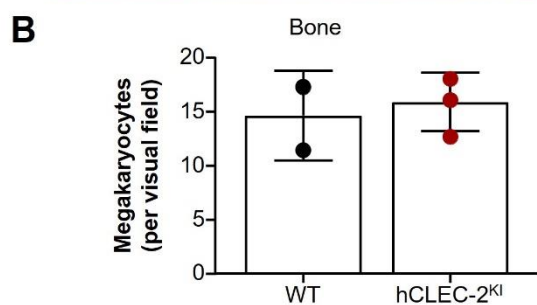 B
Bone
Megakaryocytes
(per visual field)
20
15
10
5
0
WT
hCLEC-2ᴷᴵ